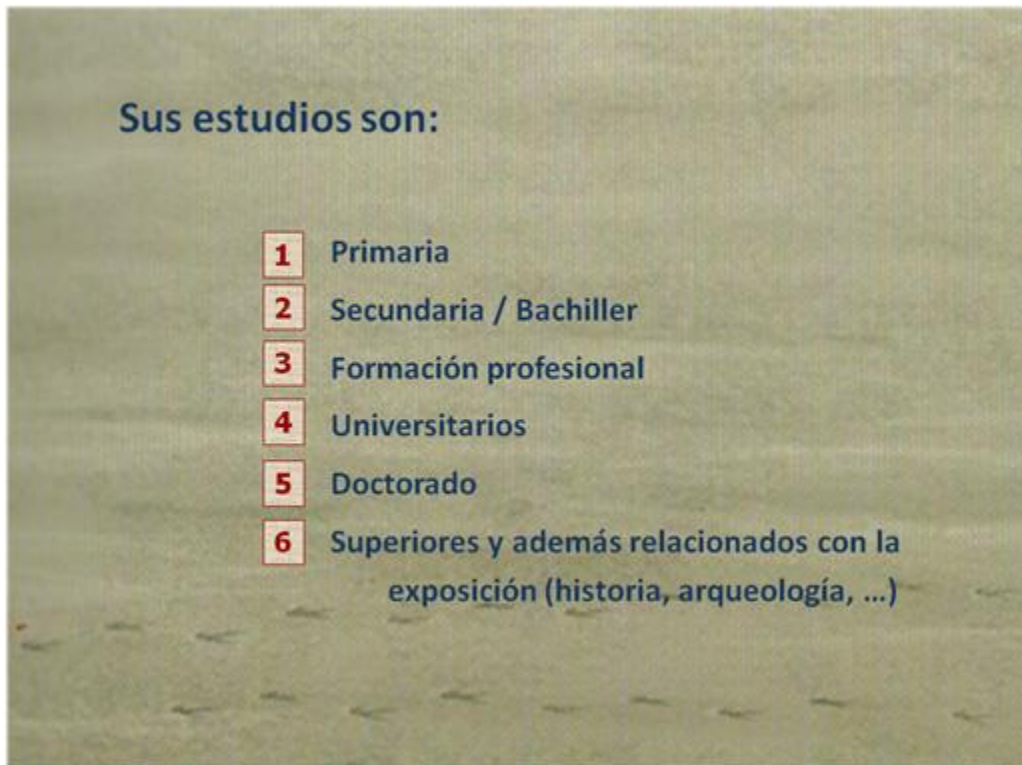 Sus estudios son:
1 Primaria
2 Secundaria / Bachiller
3 Formación profesional
4 Universitarios
5 Doctorado
6 Superiores y además relacionados con la
exposición (historia, arqueología, ...)